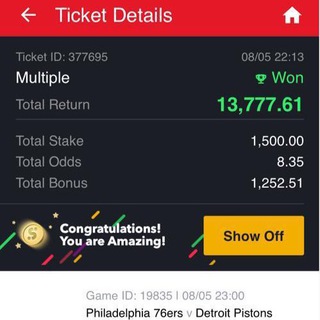 Ticket Details
Ticket ID: 377695 08/05 22:13
Multiple Won
Total Return 13,777.61
Total Stake 1,500.00
Total Odds 8.35
Total Bonus 1,252.51
Congratulations!
You are Amazing!
Show Off
Game ID: 19835 | 08/05 23:00
Philadelphia 76ers v Detroit Pistons